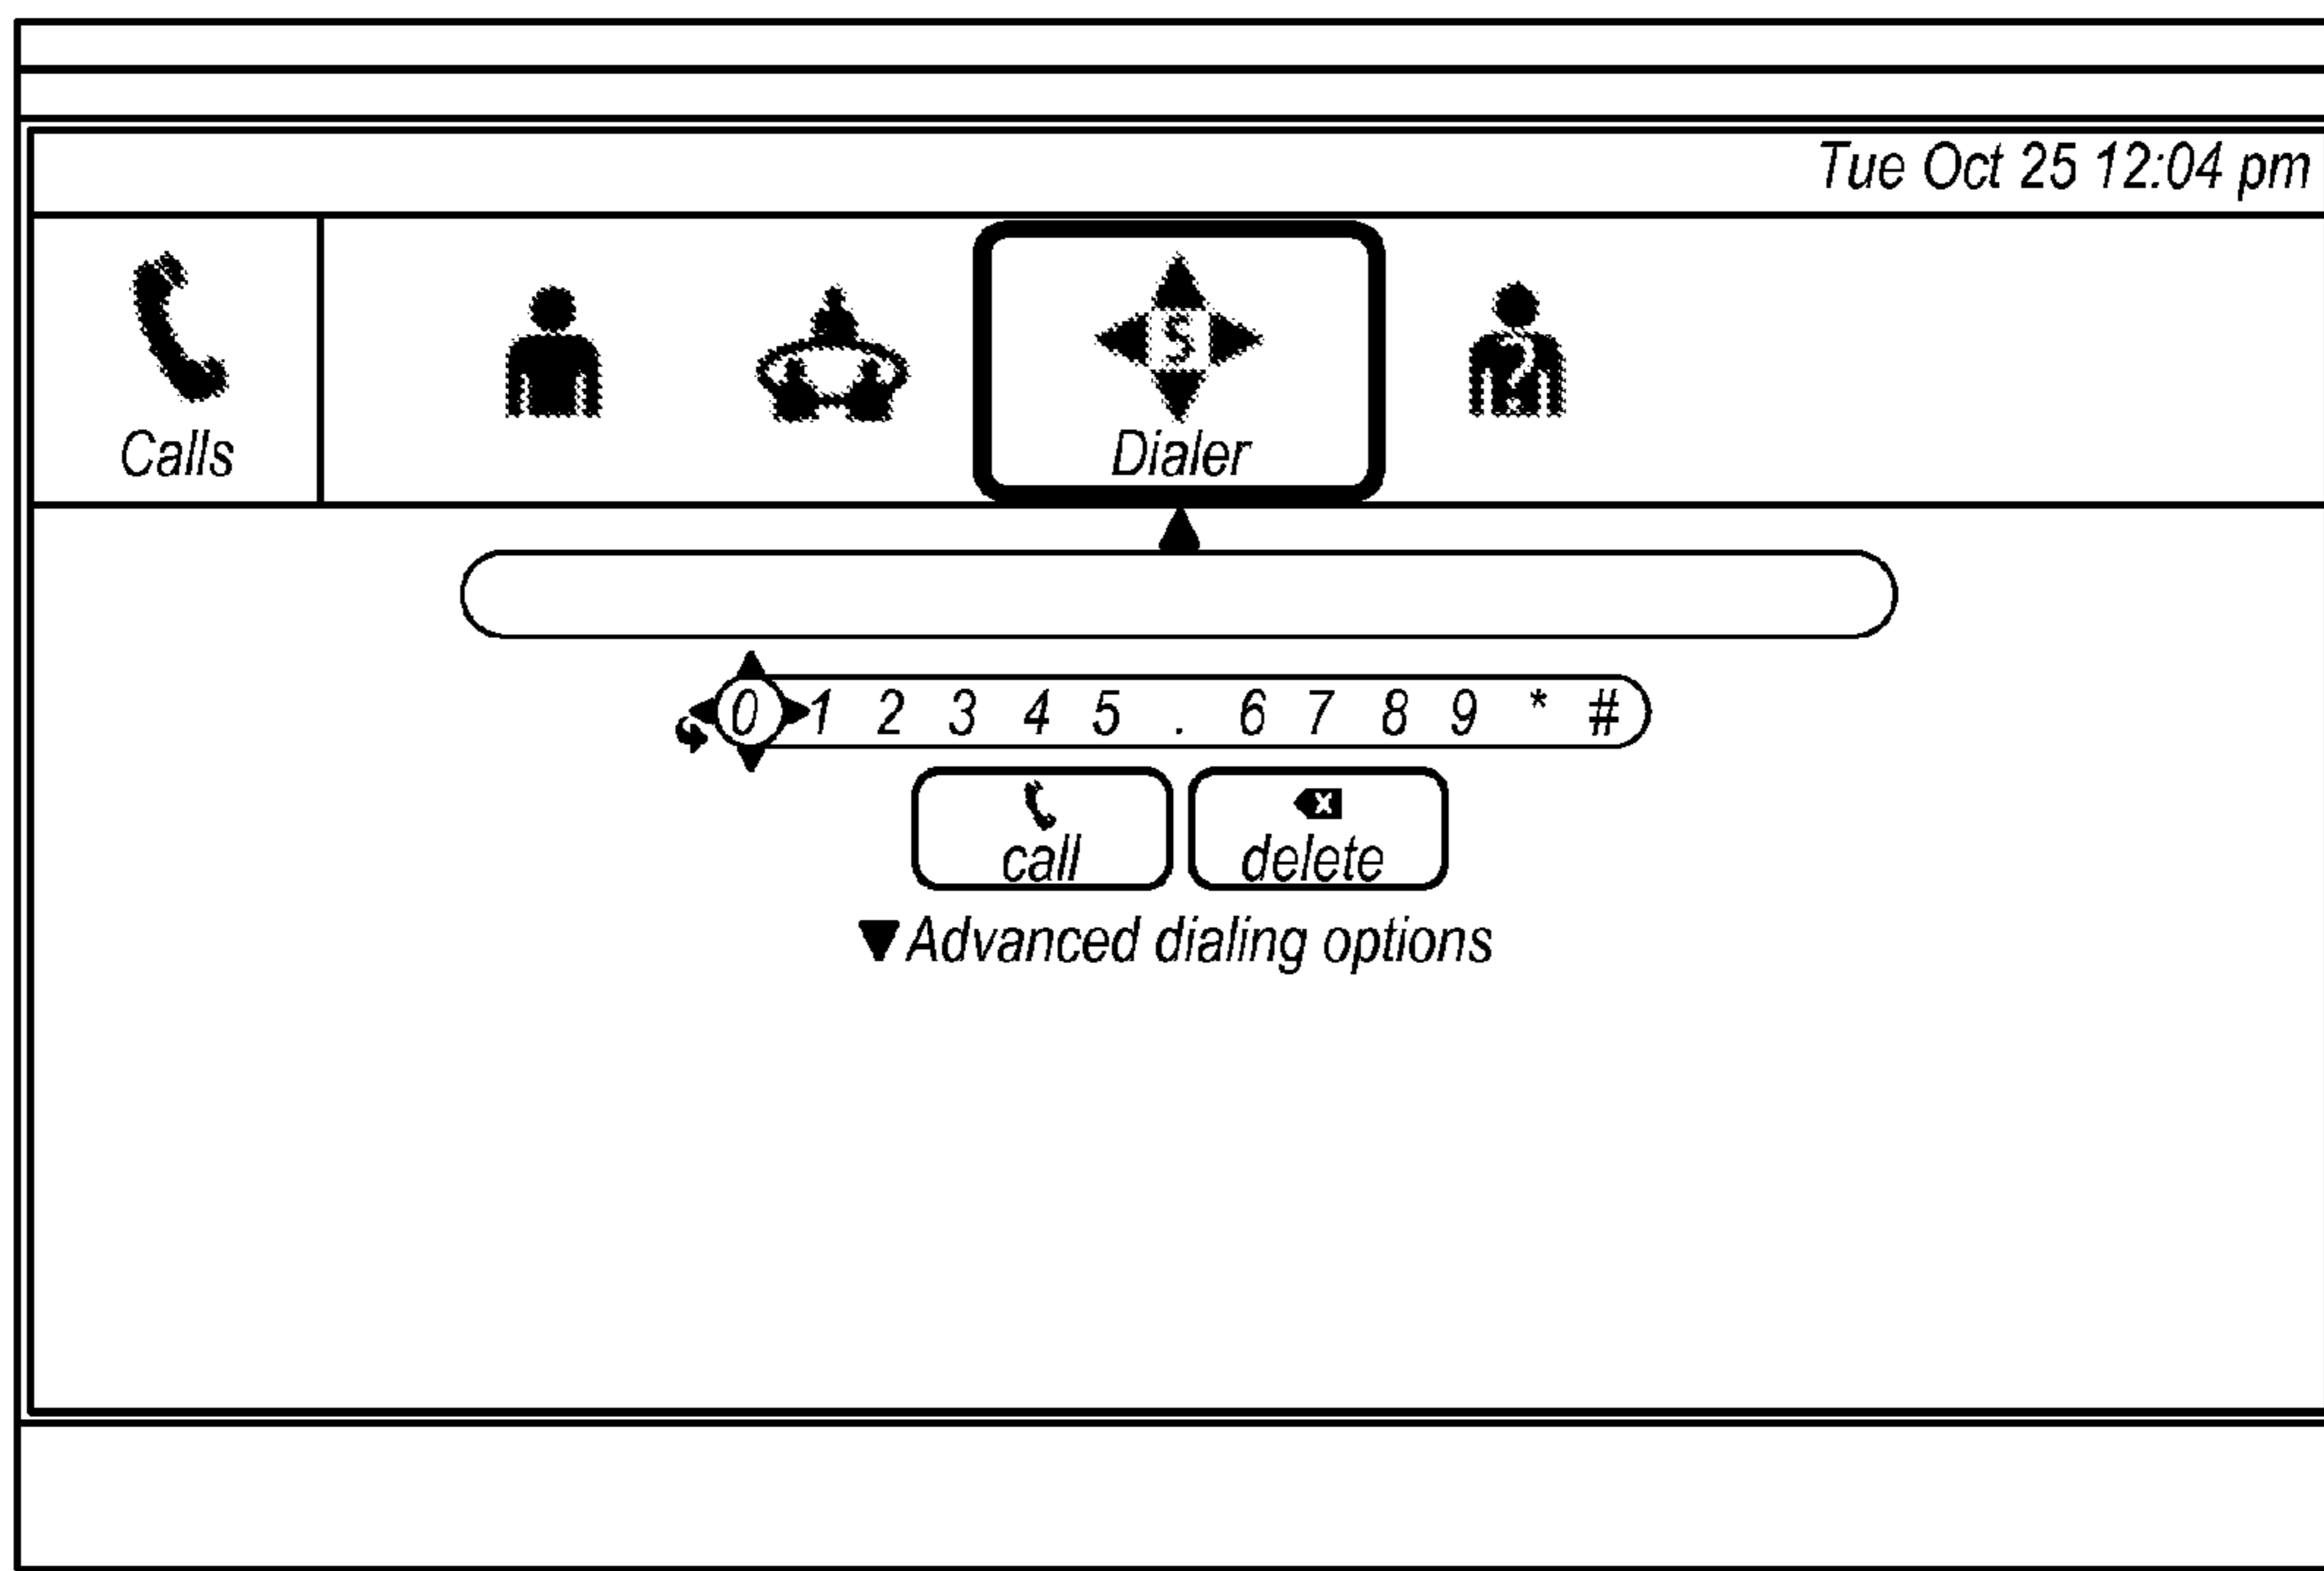 Tue Oct 25 12:04 pm
S
Calls
Dialer
0 1 2 3 4 5 . 6 7 8 9 * #
call
delete
Advanced dialing options